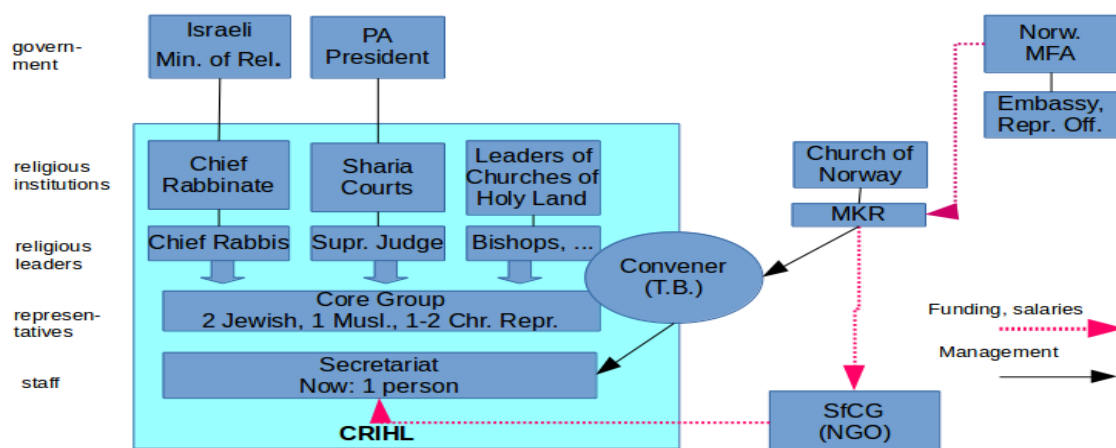 govern-
ment
Israeli
Min. of Rel.
PA
President
Norw.
MFA
Embassy,
Repr. Off.
religious
institutions
Chief
Rabbinate
Sharia
Courts
Leaders of
Churches of
Holy Land
Church of
Norway
MKR
religious
leaders
Chief Rabbis
Supr. Judge
Bishops, ...
Convener
(T.B.)
represen-
tatives
Core Group
2 Jewish, 1 Musl., 1-2 Chr. Repr.
Funding, salaries
Management
staff
Secretariat
Now: 1 person
SfCG
(NGO)
CRIHL